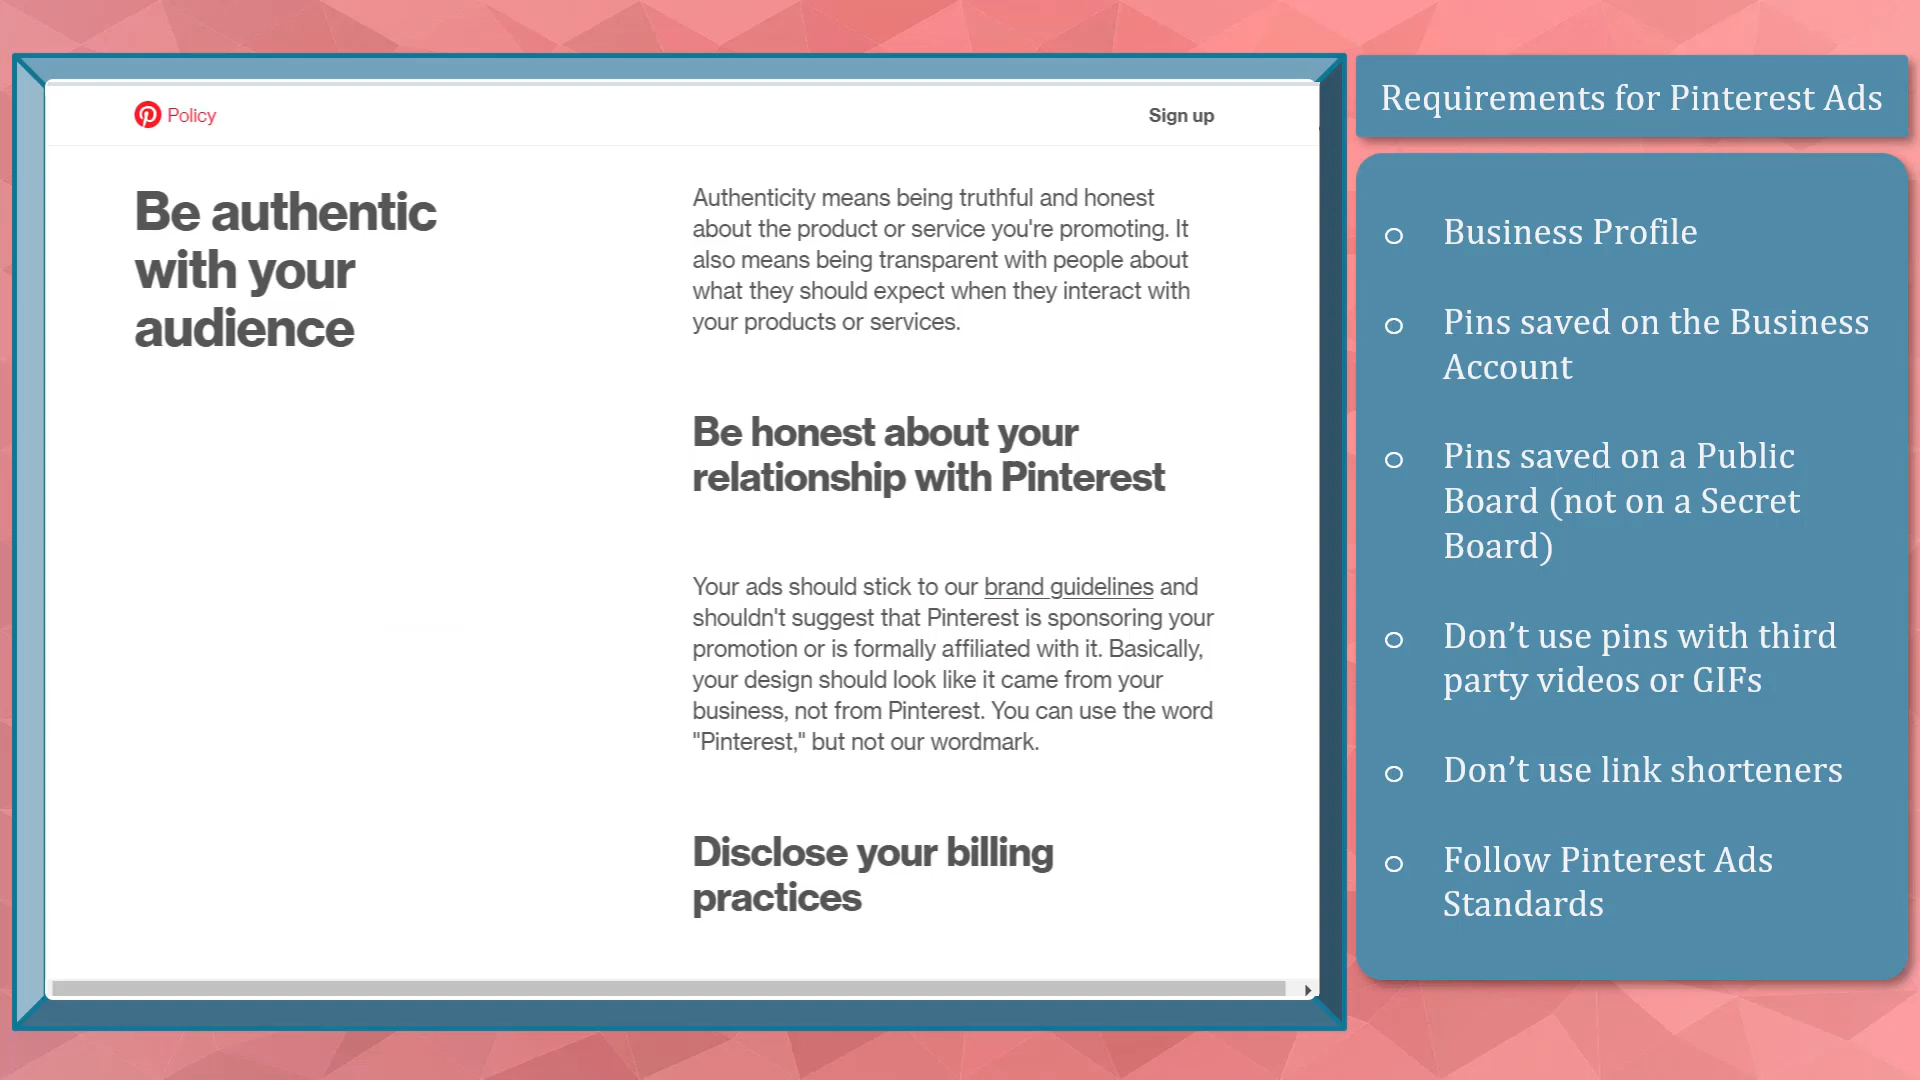 Policy
Sign up
Be authentic
with your
audience
Authenticity means being truthful and honest
about the product or service you're promoting. It
also means being transparent with people about
what they should expect when they interact with
your products or services.
Be honest about your
relationship with Pinterest
Your ads should stick to our brand guidelines and
shouldn't suggest that Pinterest is sponsoring your
promotion or is formally affiliated with it. Basically,
your design should look like it came from your
business, not from Pinterest. You can use the word
"Pinterest," but not our wordmark.
Disclose your billing
practices
Requirements for Pinterest Ads
Business Profile
Pins saved on the Business
Account
Pins saved on a Public
Board (not on a Secret
Board)
Don’t use pins with third
party videos or GIFs
Don’t use link shorteners
Follow Pinterest Ads
Standards